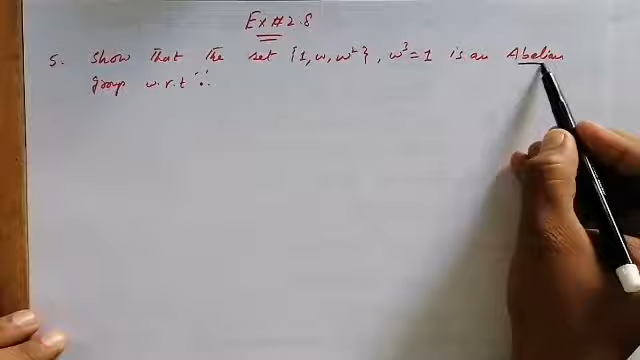 Ex # 2.8
5. Show that the set {1, ω, ω²}, ω³=1 is an Abelian
group w.r.t '.'